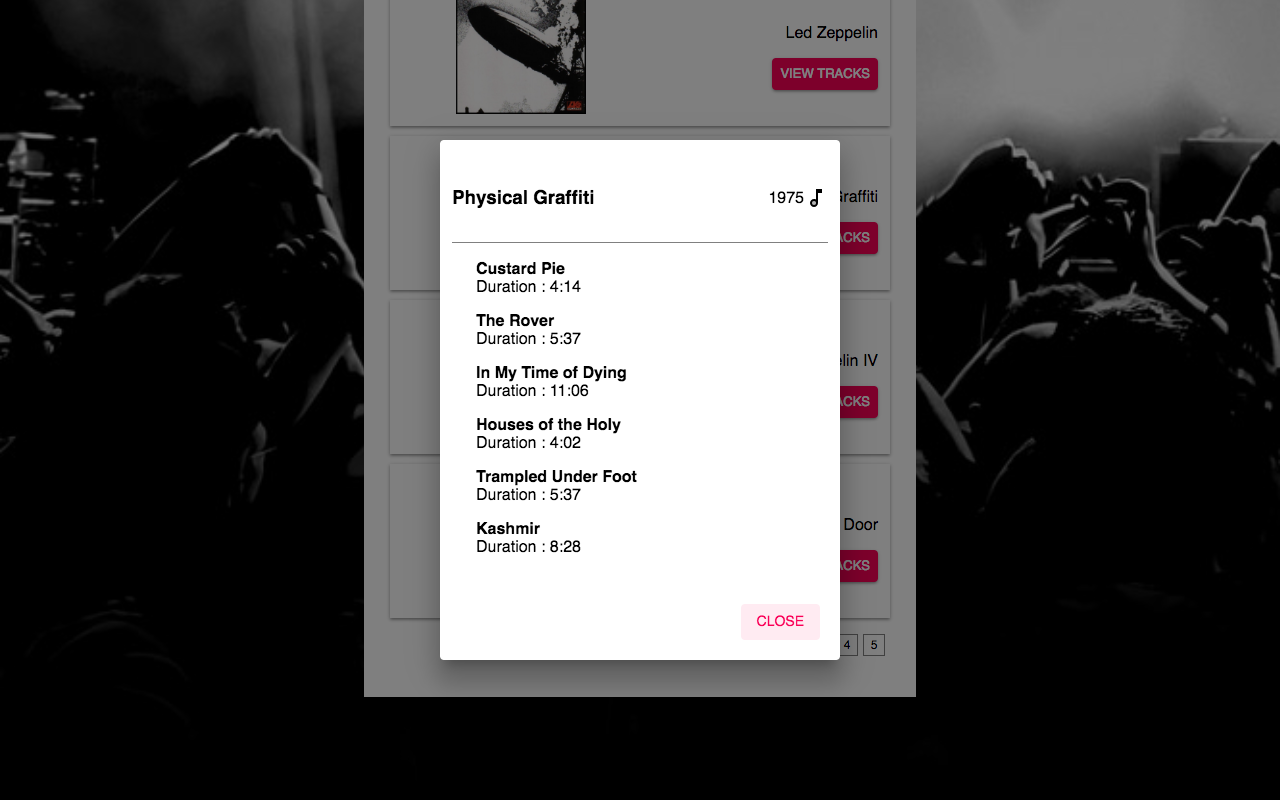 Led Zeppelin
VIEW TRACKS
Physical Graffiti
1975
Graffiti
ACKS
Custard Pie
Duration : 4:14
The Rover
Duration : 5:37
In My Time of Dying
Duration : 11:06
elin IV
ACKS
Houses of the Holy
Duration : 4:02
Trampled Under Foot
Duration : 5:37
Kashmir
Duration : 8:28
Door
ACKS
CLOSE
4 5